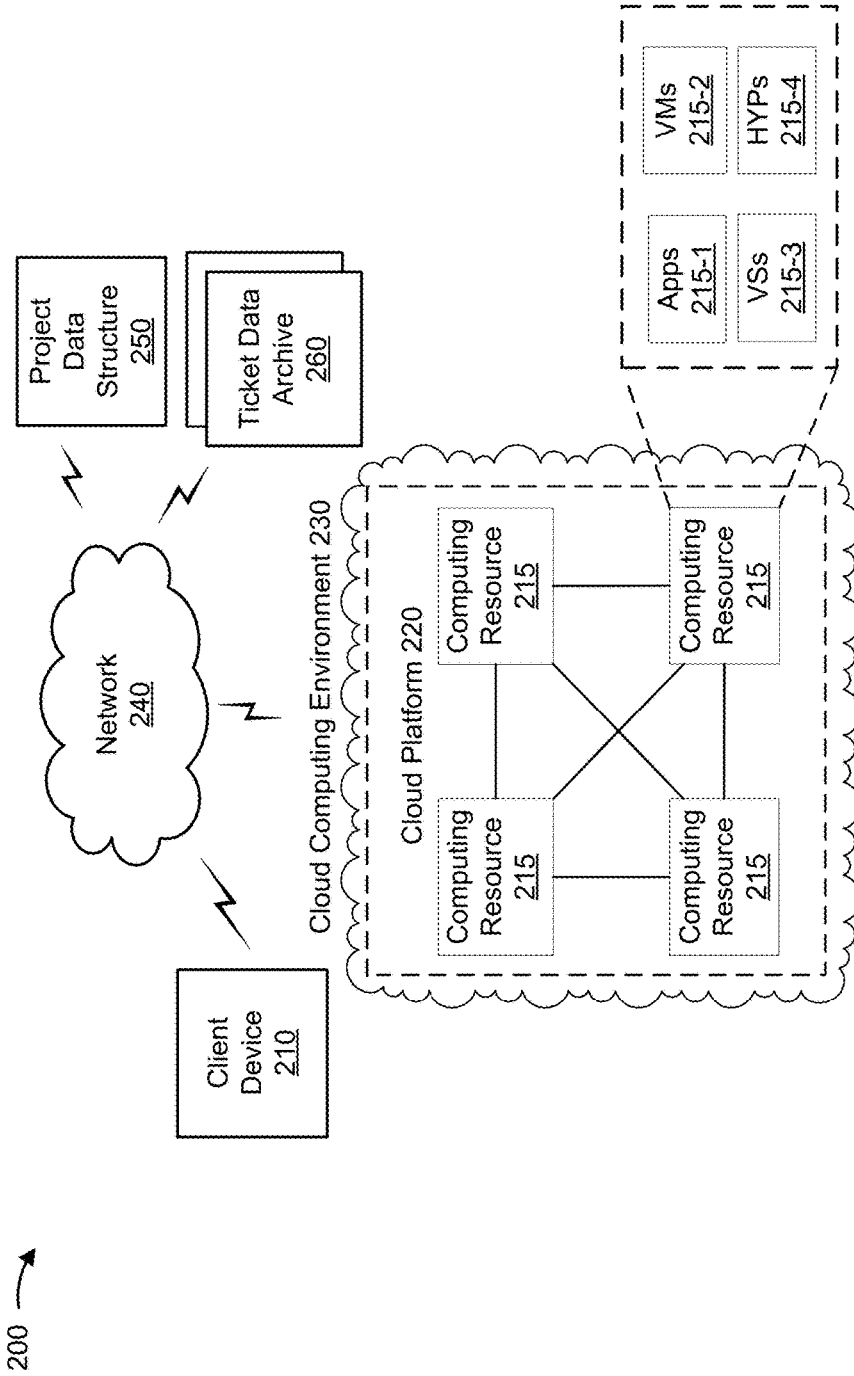 200
Client
Device
210
Network
240
Project
Data
Structure
250
Ticket Data
Archive
260
Cloud Computing Environment 230
Cloud Platform 220
Computing
Resource
215
Computing
Resource
215
Computing
Resource
215
Computing
Resource
215
Apps
215-1
VMs
215-2
VSs
215-3
HYPs
215-4